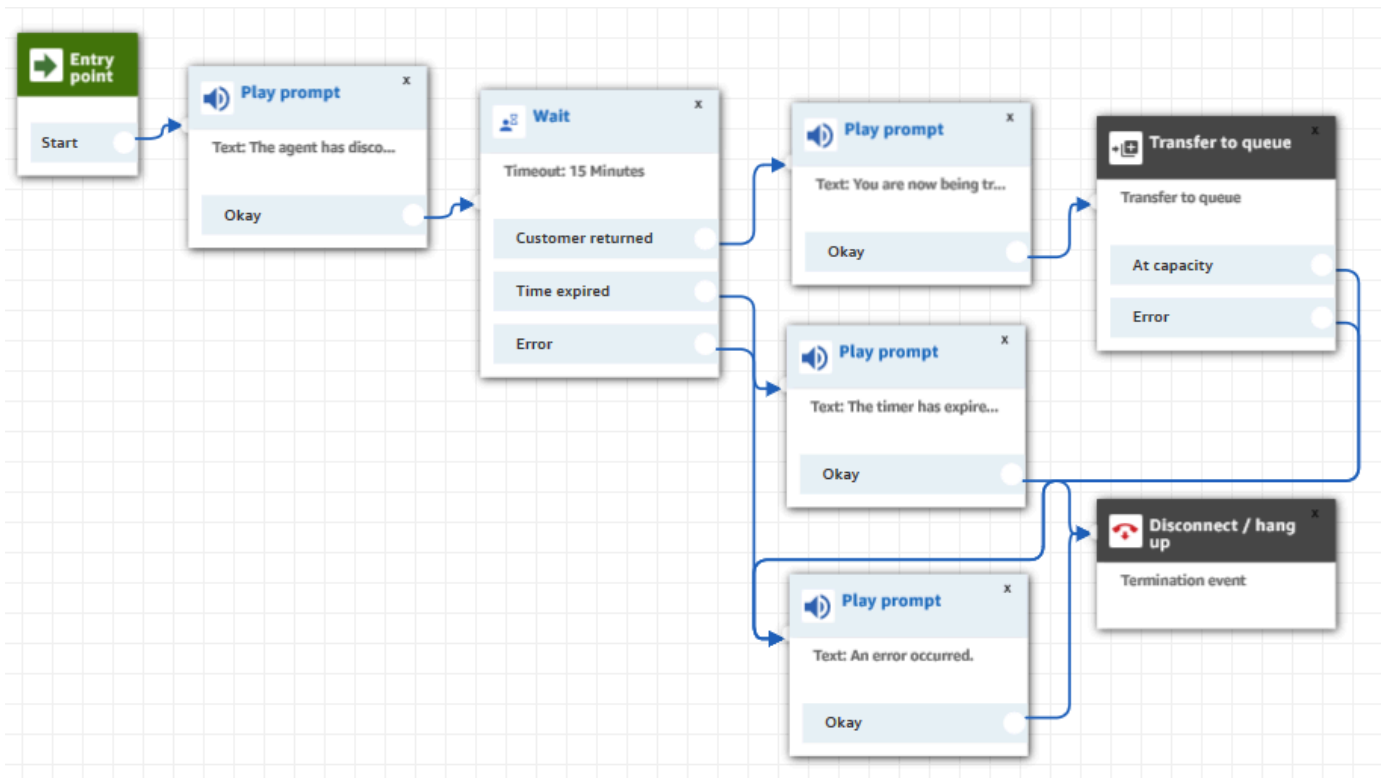 Entry
point
Start
Play prompt
x
Text: The agent has disco...
Okay
Wait
x
Timeout: 15 Minutes
Customer returned
Time expired
Error
Play prompt
x
Text: You are now being tr...
Okay
Transfer to queue
x
Transfer to queue
At capacity
Error
Play prompt
x
Text: The timer has expire...
Okay
Disconnect / hang
up
x
Termination event
Play prompt
x
Text: An error occurred.
Okay